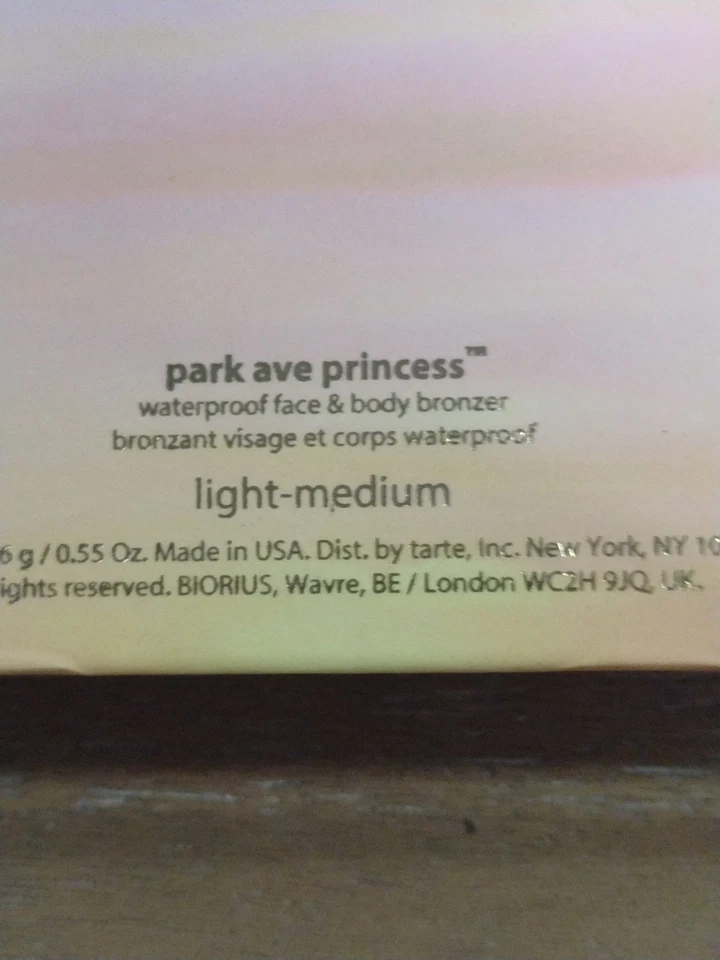 park ave princess™
waterproof face & body bronzer
bronzant visage et corps waterproof
light-medium
6 g / 0.55 Oz. Made in USA. Dist. by tarte, Inc. New York, NY 10
ights reserved. BIORIUS, Wavre, BE / London WC2H 9JQ, UK.